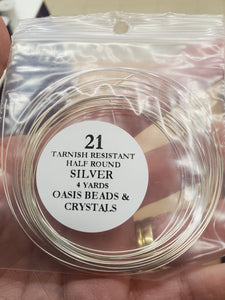 21
TARNISH RESISTANT
HALF ROUND
SILVER
4 YARDS
OASIS BEADS &
CRYSTALS